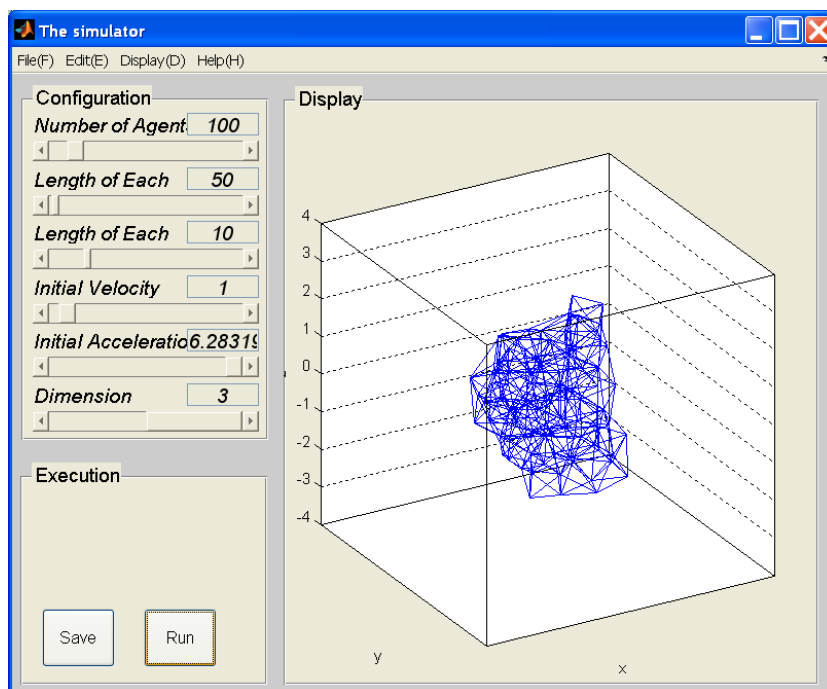 The simulator
File(F) Edit(E) Display(D) Help(H)
Configuration
Number of Agent
100
Length of Each
50
Length of Each
10
Initial Velocity
1
Initial Acceleratio
6.28319
Dimension
3
Execution
Save
Run
Display
4
3
2
1
0
-1
-2
-3
-4
y
x